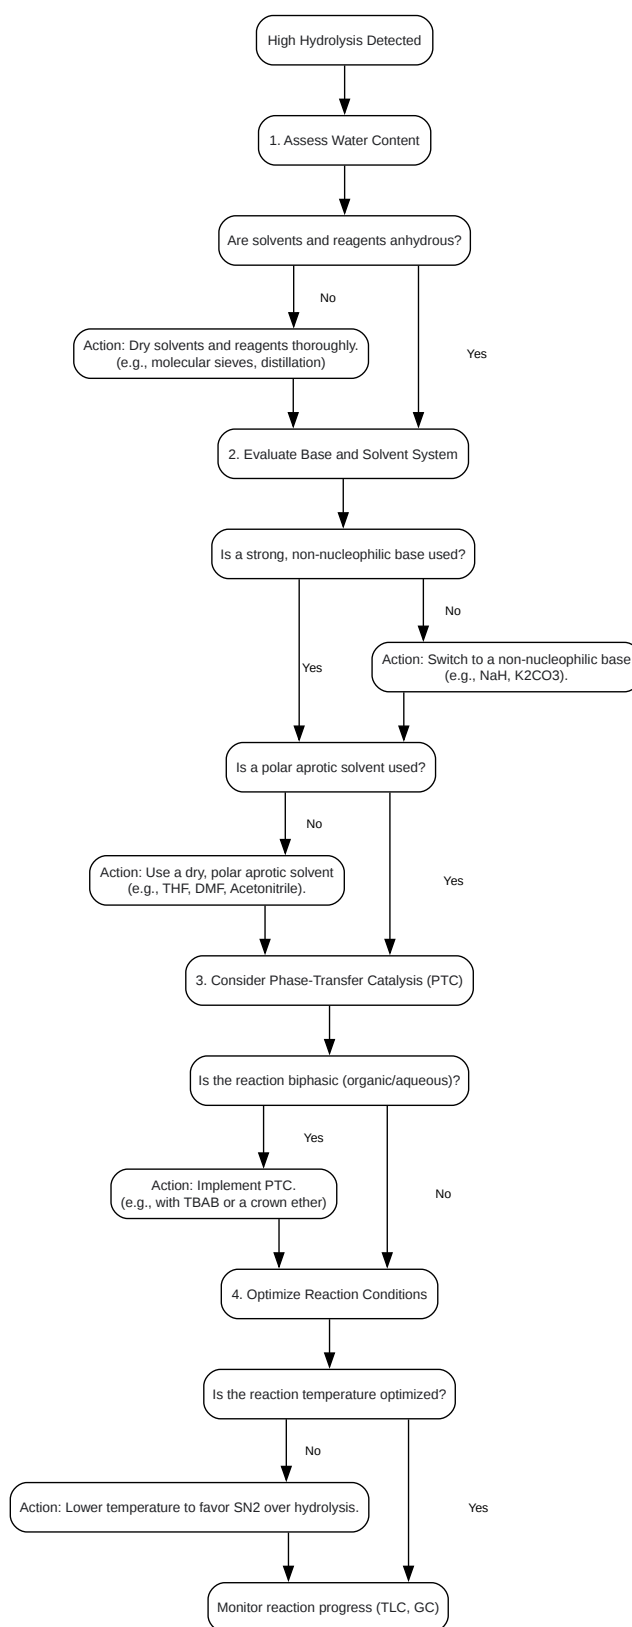 High Hydrolysis Detected
1. Assess Water Content
Are solvents and reagents anhydrous?
No
Action: Dry solvents and reagents thoroughly.
(e.g., molecular sieves, distillation)
Yes
2. Evaluate Base and Solvent System
Is a strong, non-nucleophilic base used?
No
Action: Switch to a non-nucleophilic base
(e.g., NaH, K2CO3).
Yes
Is a polar aprotic solvent used?
No
Action: Use a dry, polar aprotic solvent
(e.g., THF, DMF, Acetonitrile).
Yes
3. Consider Phase-Transfer Catalysis (PTC)
Is the reaction biphasic (organic/aqueous)?
Yes
Action: Implement PTC.
(e.g., with TBAB or a crown ether)
No
4. Optimize Reaction Conditions
Is the reaction temperature optimized?
No
Action: Lower temperature to favor SN2 over hydrolysis.
Yes
Monitor reaction progress (TLC, GC)